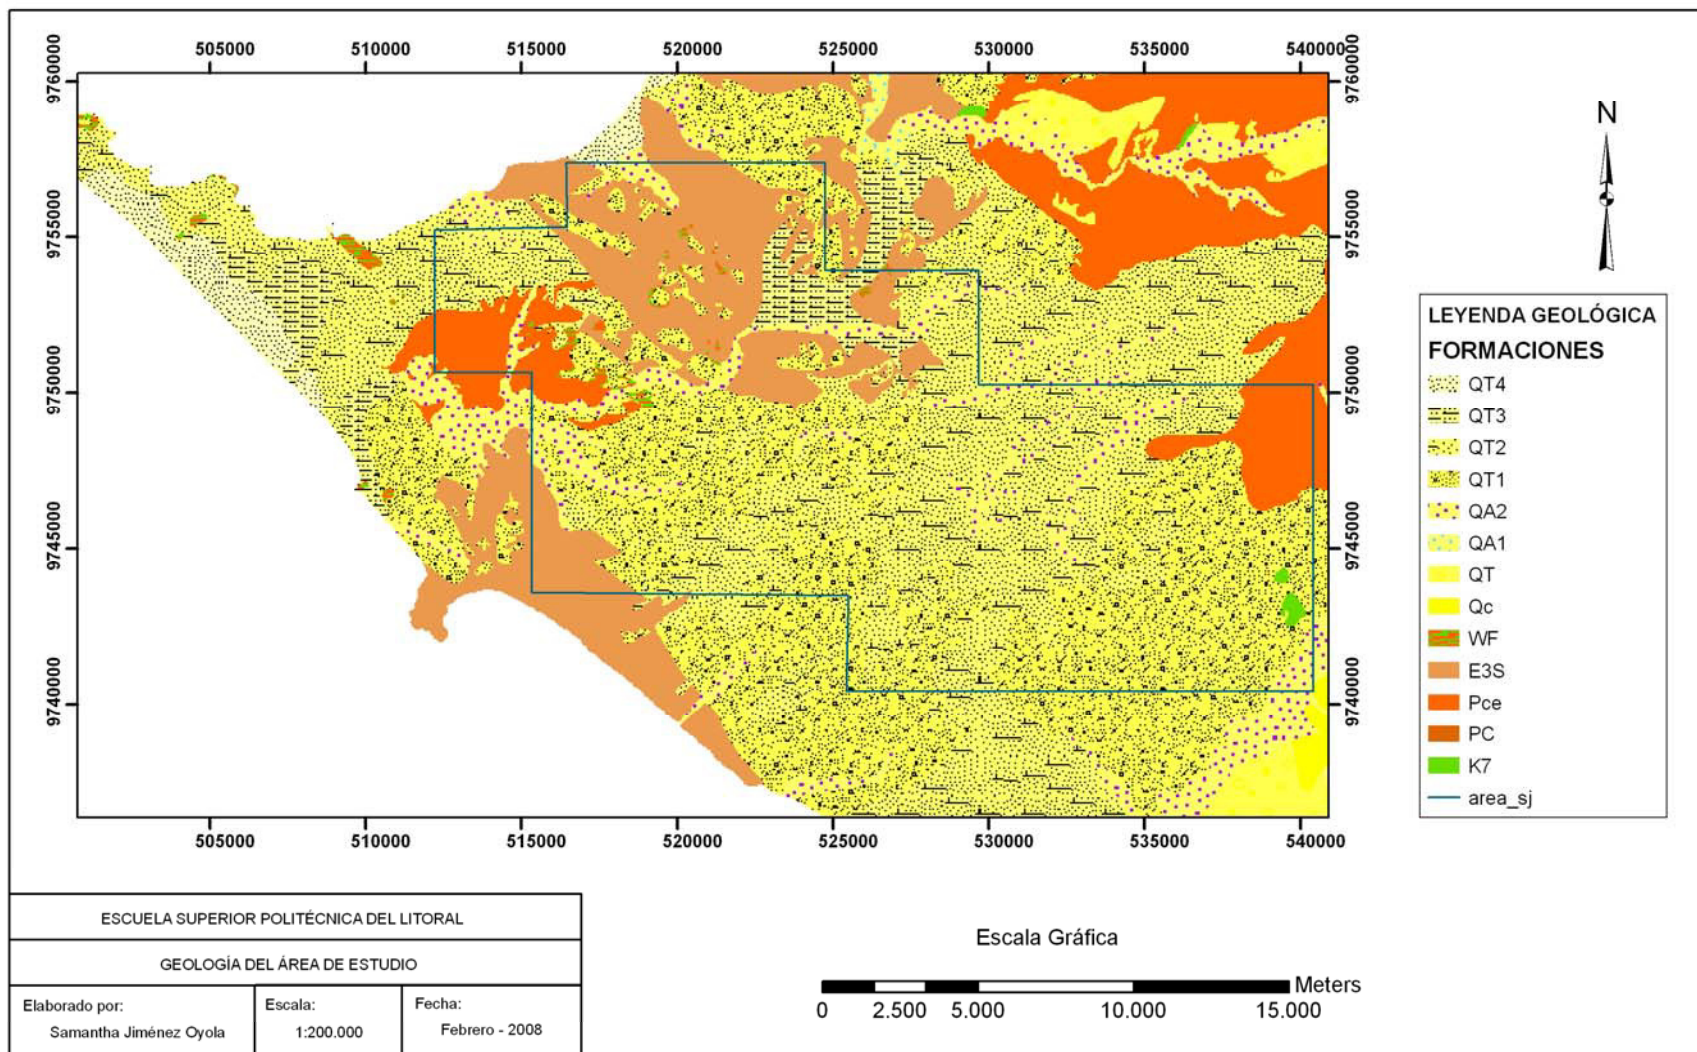 505000 510000 515000 520000 525000 530000 535000 540000
9760000 9755000 9750000 9745000 9740000
9760000 9755000 9750000 9745000 9740000
505000 510000 515000 520000 525000 530000 535000 540000
N
LEYENDA GEOLÓGICA
FORMACIONES
QT4
QT3
QT2
QT1
QA2
QA1
QT
Qc
WF
E3S
Pce
PC
K7
area_sj
ESCUELA SUPERIOR POLITÉCNICA DEL LITORAL
GEOLOGÍA DEL ÁREA DE ESTUDIO
Elaborado por:
Samantha Jiménez Oyola
Escala:
1:200.000
Fecha:
Febrero - 2008
Escala Gráfica
Meters
0 2.500 5.000 10.000 15.000